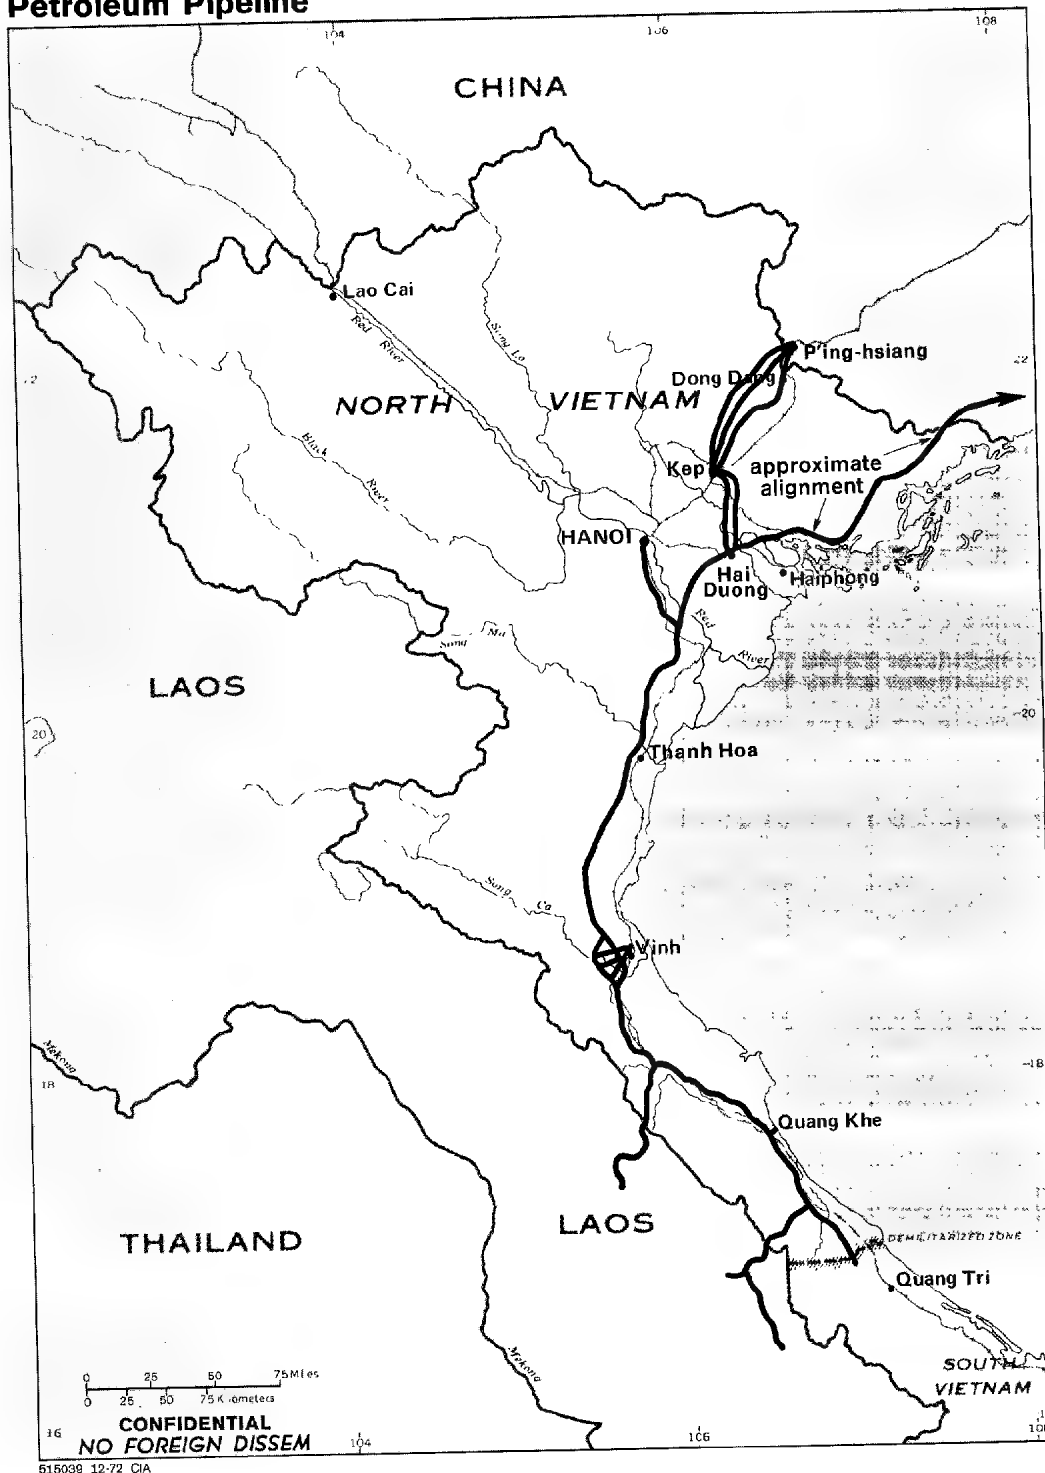 Petroleum Pipeline
104
106
108
CHINA
Lao Cai
Red
River
Song Lo
P'ing-hsiang
22
Dong Dang
NORTH
VIETNAM
Black
River
Kep
approximate
alignment
HANOI
Hai
Duong
Haiphong
Red
River
Song
Ma
LAOS
20
20
Thanh Hoa
Song
Ca
Vinh
Mekong
18
18
Quang Khe
LAOS
THAILAND
DEMILITARIZED ZONE
Quang Tri
Mekong
SOUTH
VIETNAM
0 25 50 75 Miles
0 25 50 75 Kilometers
CONFIDENTIAL
NO FOREIGN DISSEM
16
104
106
515039 12-72 CIA